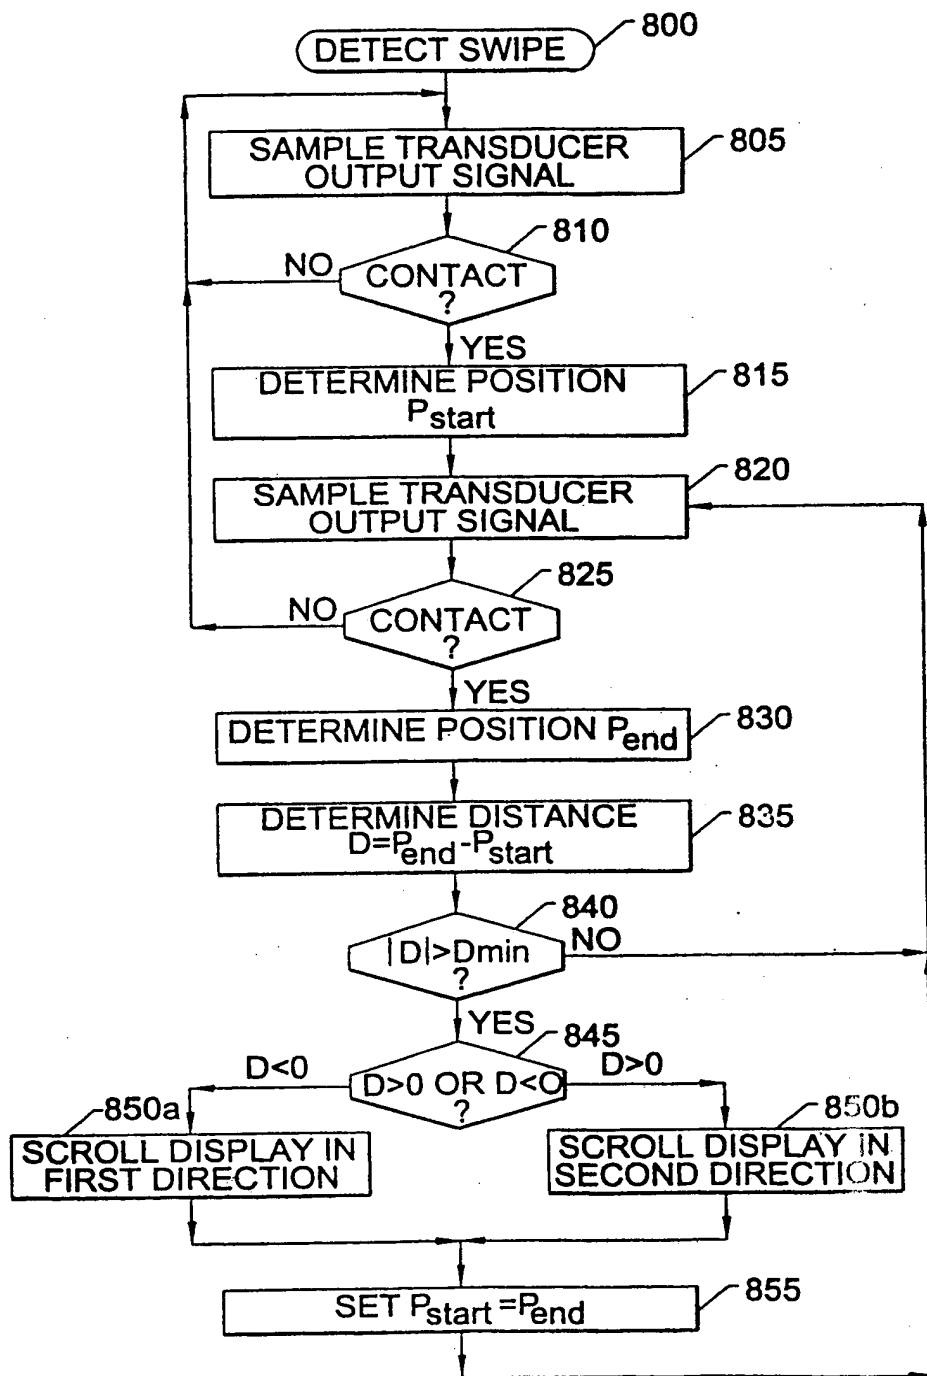 800
DETECT SWIPE
805
SAMPLE TRANSDUCER
OUTPUT SIGNAL
810
NO
CONTACT
?
YES
815
DETERMINE POSITION
Pstart
820
SAMPLE TRANSDUCER
OUTPUT SIGNAL
825
NO
CONTACT
?
YES
830
DETERMINE POSITION Pend
835
DETERMINE DISTANCE
D=Pend-Pstart
840
|D|>Dmin
?
NO
YES
845
D<0
D>0 OR D<O
?
D>0
850a
SCROLL DISPLAY IN
FIRST DIRECTION
850b
SCROLL DISPLAY IN
SECOND DIRECTION
855
SET Pstart=Pend